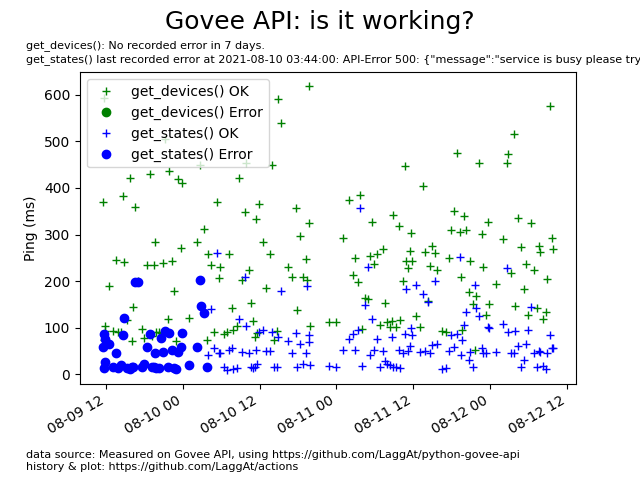 Govee API: is it working?
get_devices(): No recorded error in 7 days.
get_states() last recorded error at 2021-08-10 03:44:00: API-Error 500: {"message":"service is busy please try
get_devices() OK
get_devices() Error
get_states() OK
get_states() Error
Ping (ms)
600
500
400
300
200
100
0
08-09 12
08-10 00
08-10 12
08-11 00
08-11 12
08-12 00
08-12 12
data source: Measured on Govee API, using https://github.com/LaggAt/python-govee-api
history & plot: https://github.com/LaggAt/actions